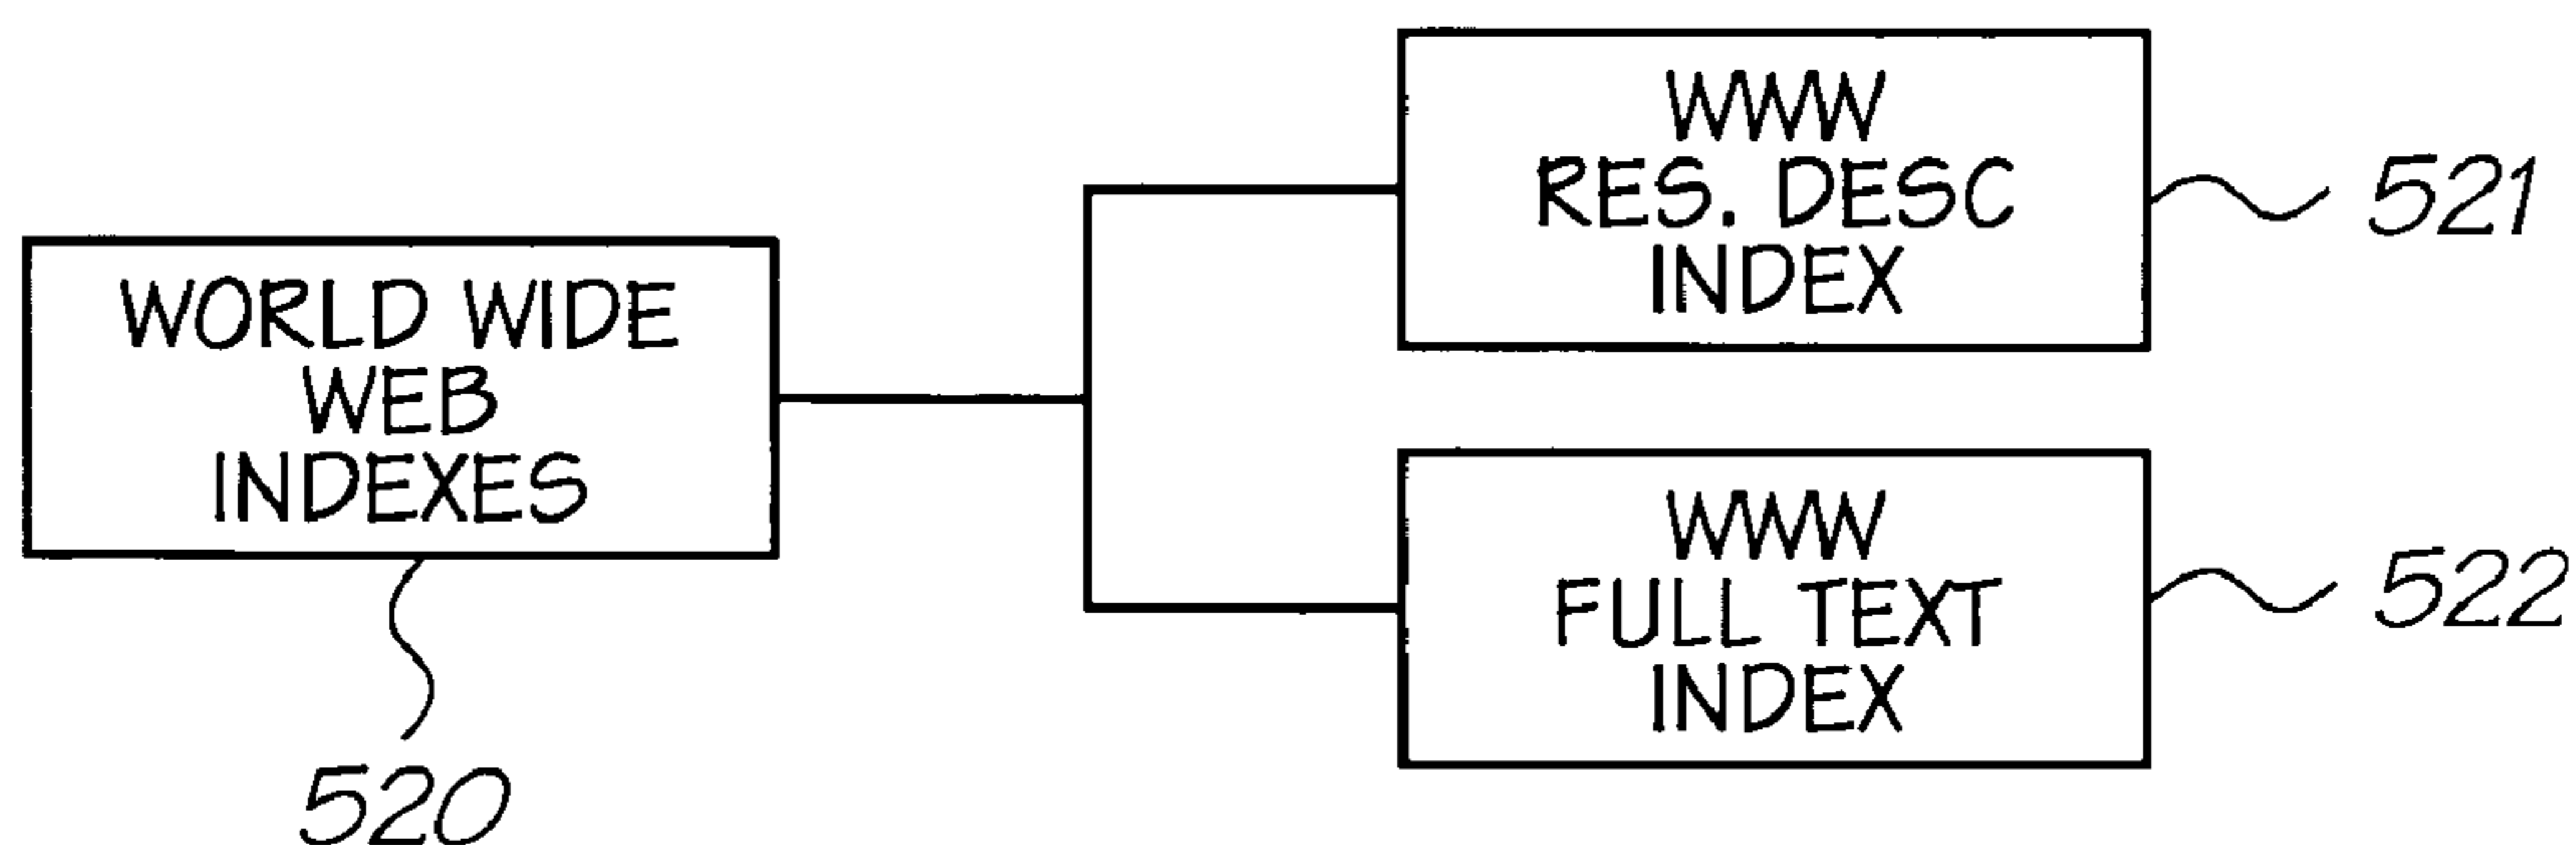 WORLD WIDE
WEB
INDEXES
520
WWW
RES. DESC
INDEX
521
WWW
FULL TEXT
INDEX
522